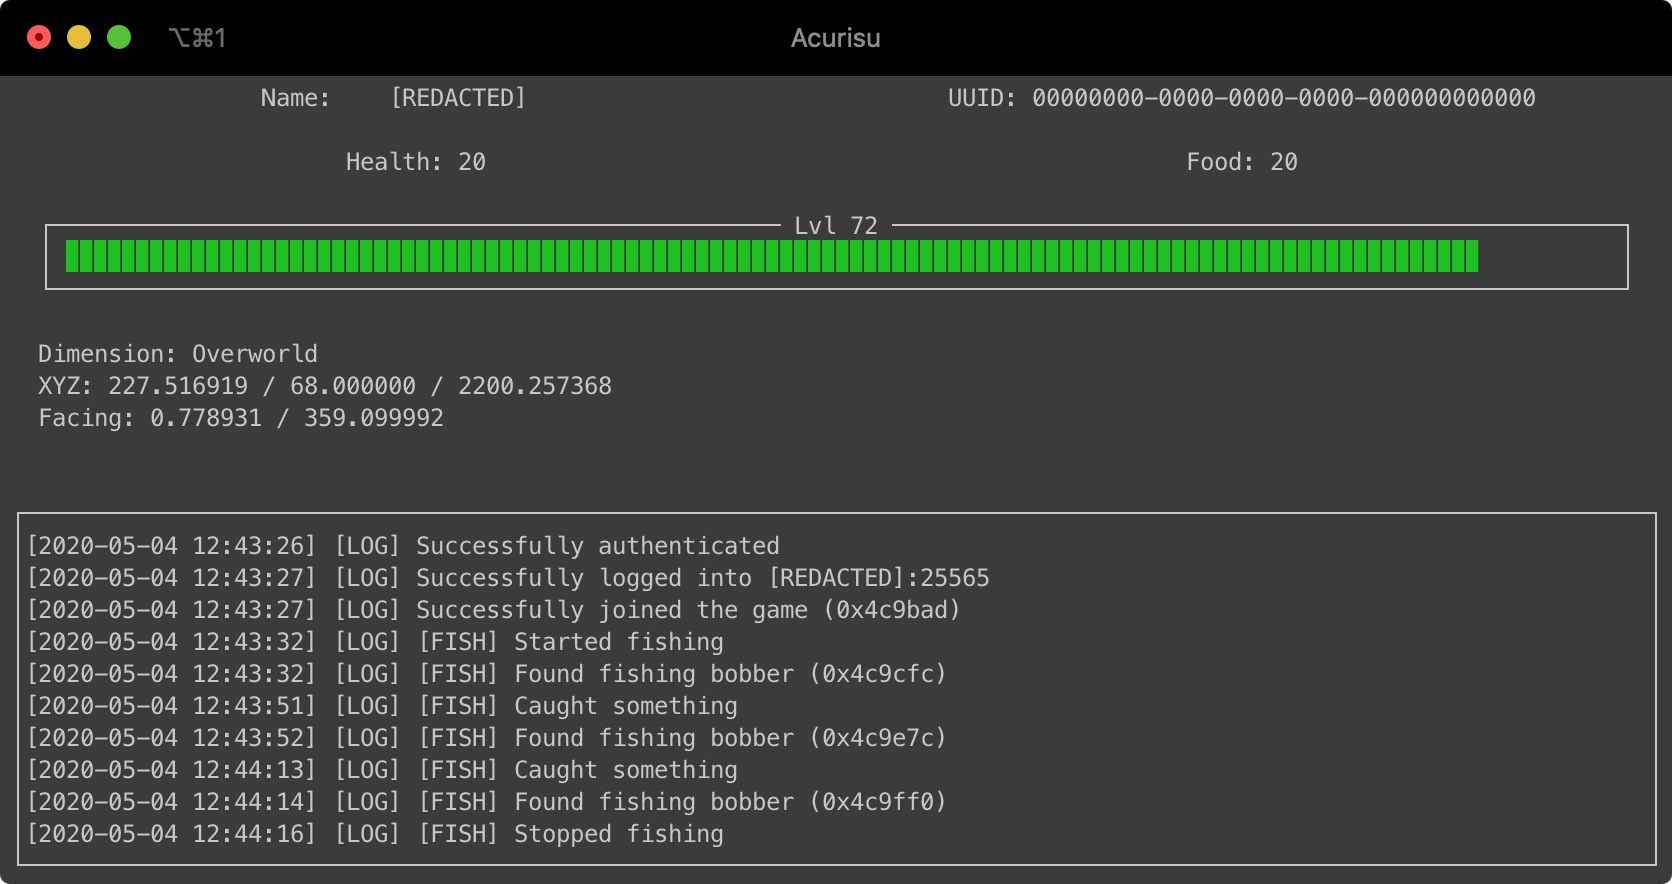 ⌥⌘1 Acurisu
Name: [REDACTED] UUID: 00000000-0000-0000-0000-000000000000
Health: 20 Food: 20
Lvl 72
Dimension: Overworld
XYZ: 227.516919 / 68.000000 / 2200.257368
Facing: 0.778931 / 359.099992
[2020-05-04 12:43:26] [LOG] Successfully authenticated
[2020-05-04 12:43:27] [LOG] Successfully logged into [REDACTED]:25565
[2020-05-04 12:43:27] [LOG] Successfully joined the game (0x4c9bad)
[2020-05-04 12:43:32] [LOG] [FISH] Started fishing
[2020-05-04 12:43:32] [LOG] [FISH] Found fishing bobber (0x4c9cfc)
[2020-05-04 12:43:51] [LOG] [FISH] Caught something
[2020-05-04 12:43:52] [LOG] [FISH] Found fishing bobber (0x4c9e7c)
[2020-05-04 12:44:13] [LOG] [FISH] Caught something
[2020-05-04 12:44:14] [LOG] [FISH] Found fishing bobber (0x4c9ff0)
[2020-05-04 12:44:16] [LOG] [FISH] Stopped fishing